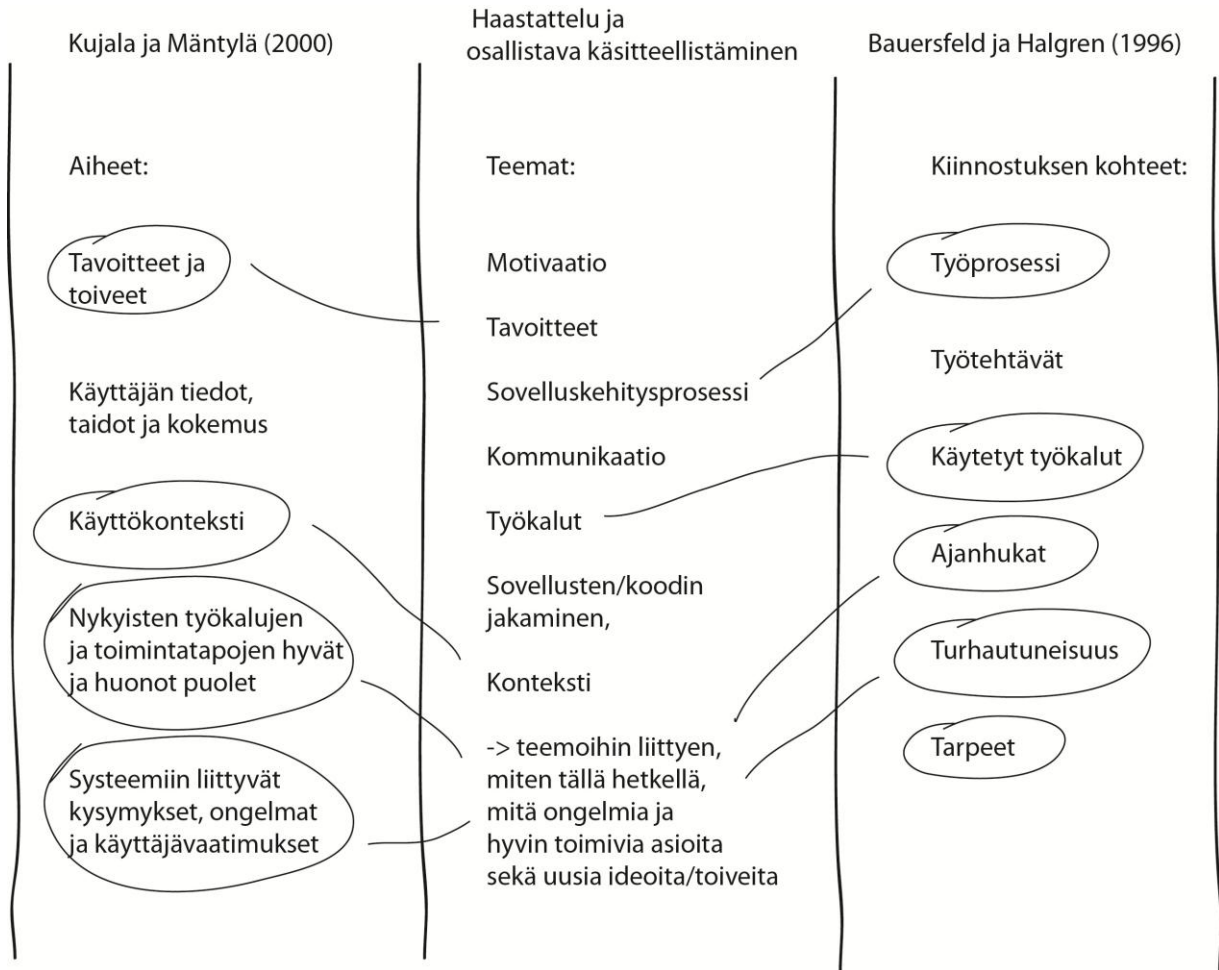 Kujala ja Mäntylä (2000)
Haastattelu ja
osallistava käsitteellistäminen
Bauersfeld ja Halgren (1996)
Aiheet:
Tavoitteet ja
toiveet
Käyttäjän tiedot,
taidot ja kokemus
Käyttökonteksti
Nykyisten työkalujen
ja toimintatapojen hyvät
ja huonot puolet
Systeemiin liittyvät
kysymykset, ongelmat
ja käyttäjävaatimukset
Teemat:
Motivaatio
Tavoitteet
Sovelluskehitysprosessi
Kommunikaatio
Työkalut
Sovellusten/koodin
jakaminen,
Konteksti
-> teemoihin liittyen,
miten tällä hetkellä,
mitä ongelmia ja
hyvin toimivia asioita
sekä uusia ideoita/toiveita
Kiinnostuksen kohteet:
Työprosessi
Työtehtävät
Käytetyt työkalut
Ajanhukat
Turhautuneisuus
Tarpeet